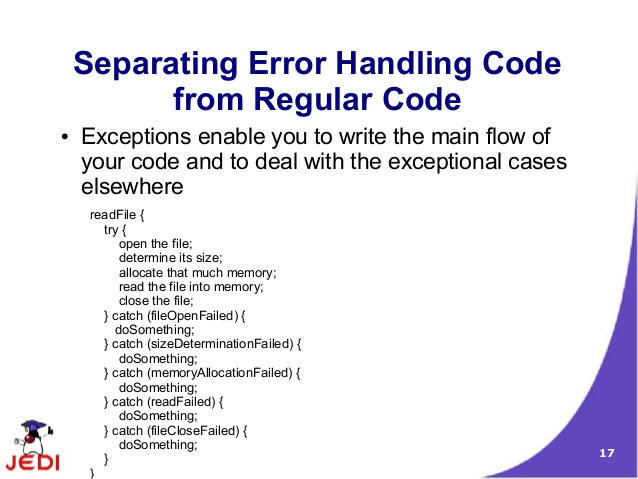 Separating Error Handling Code
from Regular Code
• Exceptions enable you to write the main flow of
your code and to deal with the exceptional cases
elsewhere
readFile {
try {
open the file;
determine its size;
allocate that much memory;
read the file into memory;
close the file;
} catch (fileOpenFailed) {
doSomething;
} catch (sizeDeterminationFailed) {
doSomething;
} catch (memoryAllocationFailed) {
doSomething;
} catch (readFailed) {
doSomething;
} catch (fileCloseFailed) {
doSomething;
}
}
JEDI
17